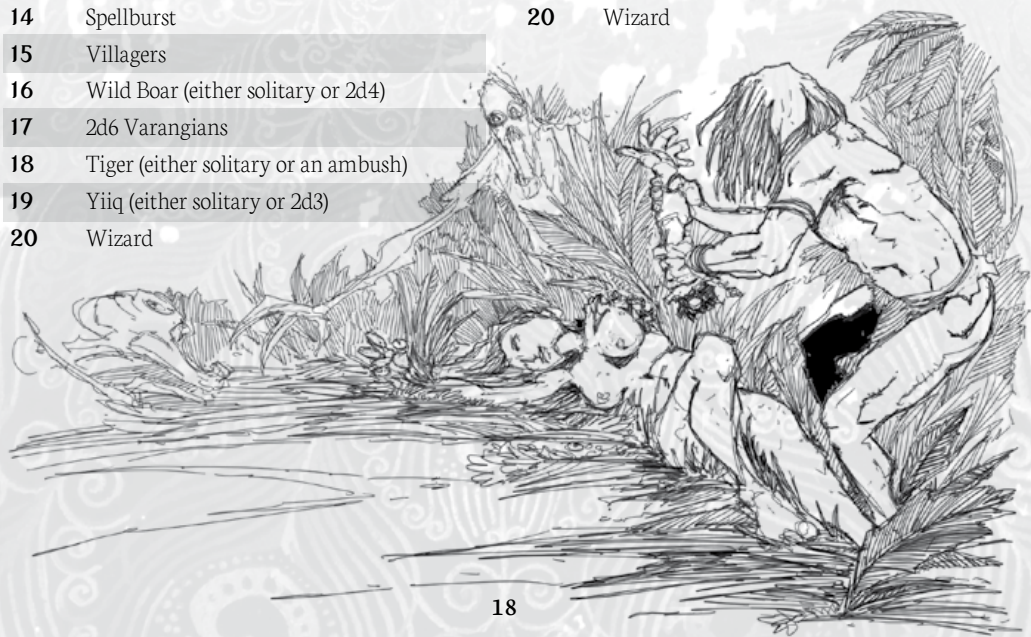 14 Spellburst
15 Villagers
16 Wild Boar (either solitary or 2d4)
17 2d6 Varangians
18 Tiger (either solitary or an ambush)
19 Yiiq (either solitary or 2d3)
20 Wizard
20 Wizard
18